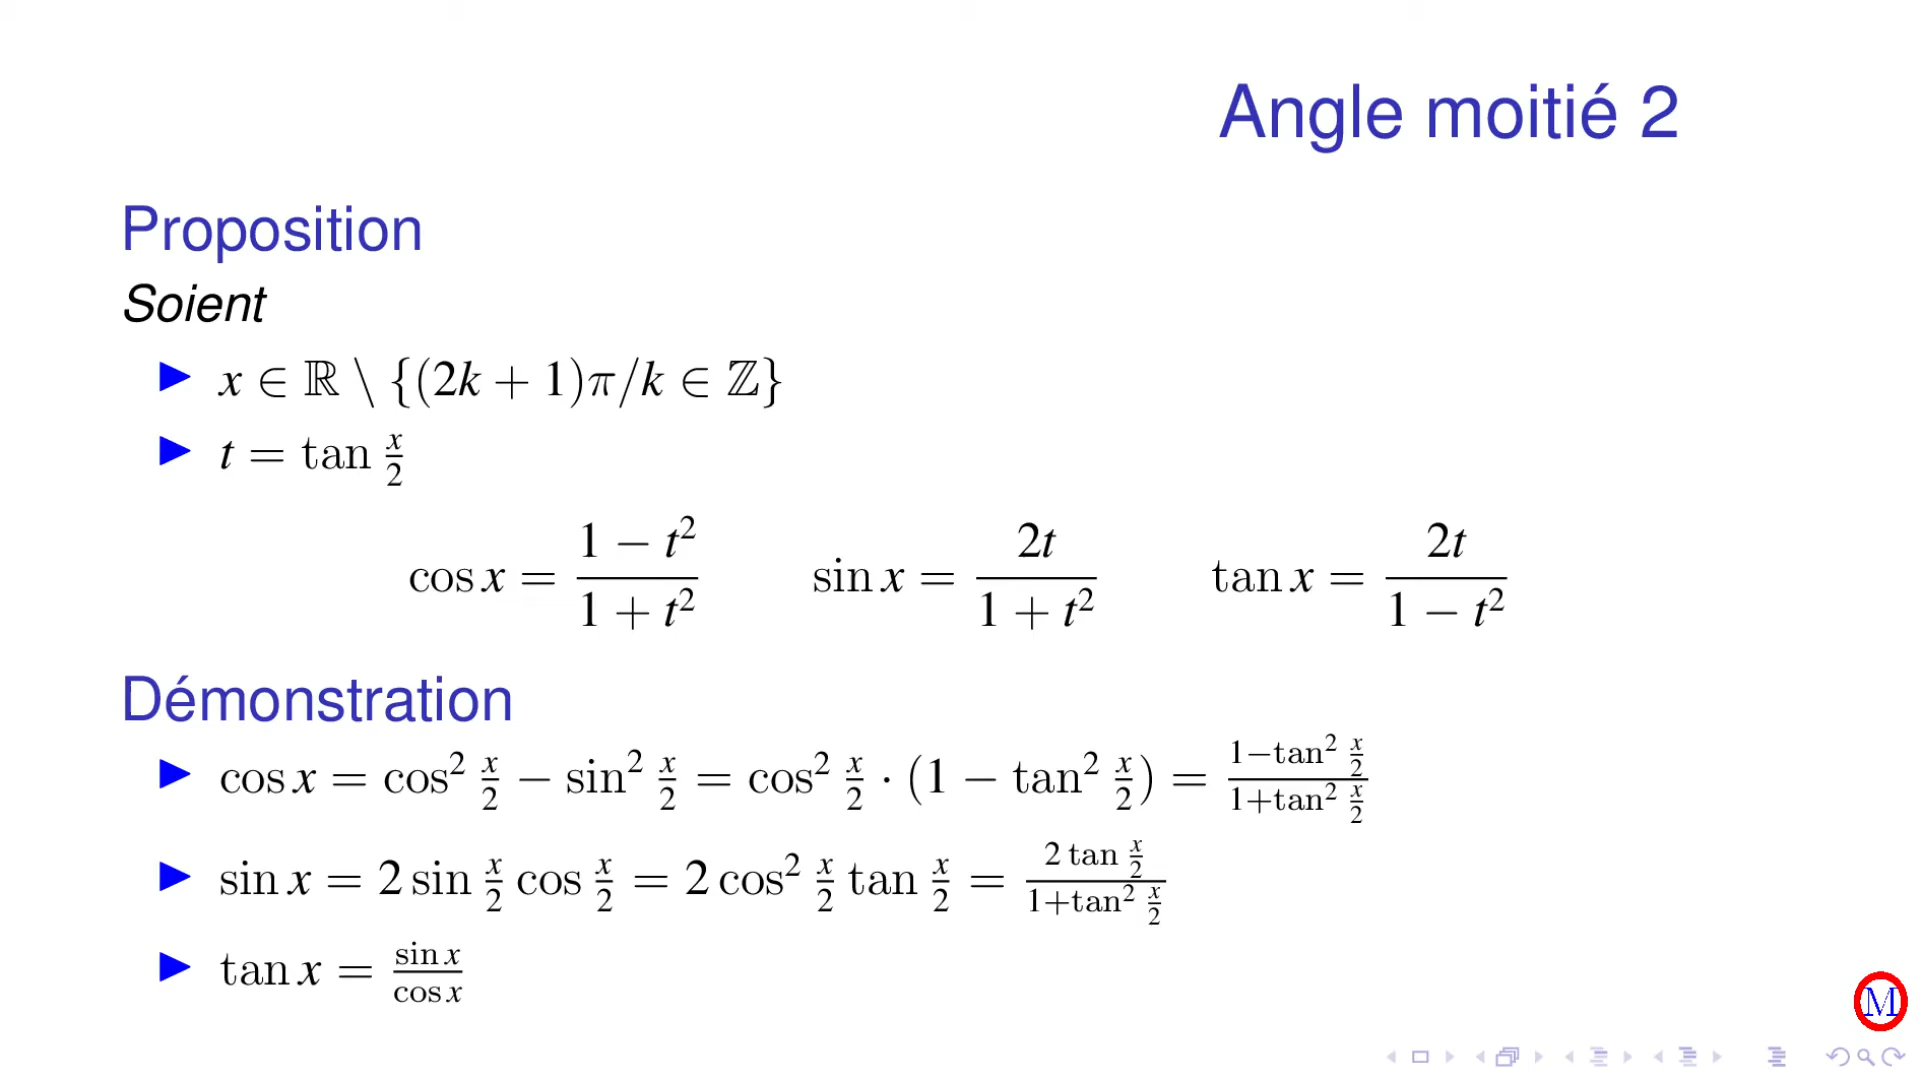 Angle moitié 2
Proposition
Soient
▶ x ∈ ℝ \ {(2k + 1)π/k ∈ ℤ}
▶ t = tan x/2
cos x = (1 − t²)/(1 + t²)    sin x = 2t/(1 + t²)    tan x = 2t/(1 − t²)
Démonstration
▶ cos x = cos² x/2 − sin² x/2 = cos² x/2 · (1 − tan² x/2) = (1−tan² x/2)/(1+tan² x/2)
▶ sin x = 2 sin x/2 cos x/2 = 2 cos² x/2 tan x/2 = (2 tan x/2)/(1+tan² x/2)
▶ tan x = sin x/cos x
M